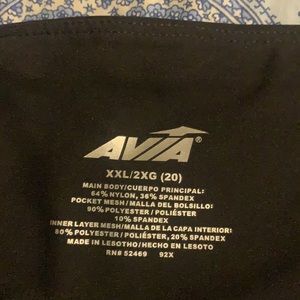 AVIA®
XXL/2XG (20)
MAIN BODY/CUERPO PRINCIPAL:
64% NYLON, 36% SPANDEX
POCKET MESH/MALLA DEL BOLSILLO:
90% POLYESTER/POLIÉSTER
10% SPANDEX
INNER LAYER MESH/MALLA DE LA CAPA INTERIOR:
80% POLYESTER/POLIÉSTER, 20% SPANDEX
MADE IN LESOTHO/HECHO EN LESOTO
RN# 52469 92X